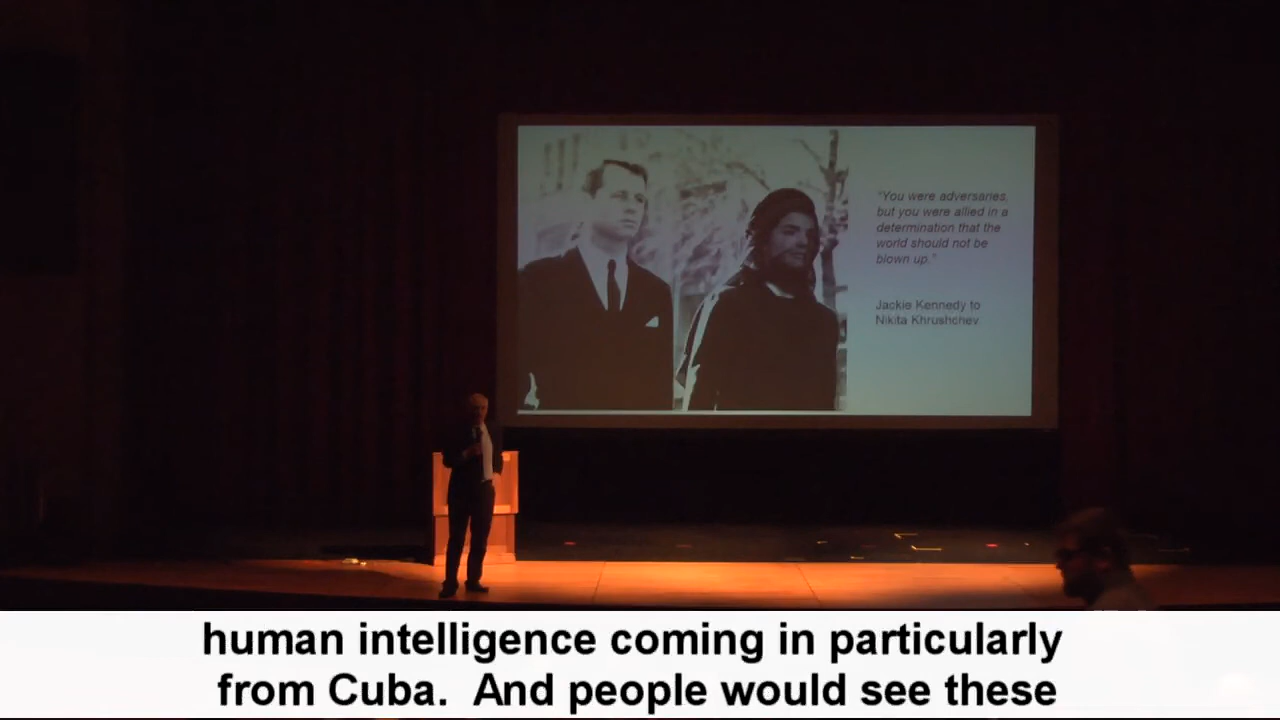 "You were adversaries,
but you were allied in a
determination that the
world should not be
blown up."
Jackie Kennedy to
Nikita Khrushchev
human intelligence coming in particularly
from Cuba.  And people would see these